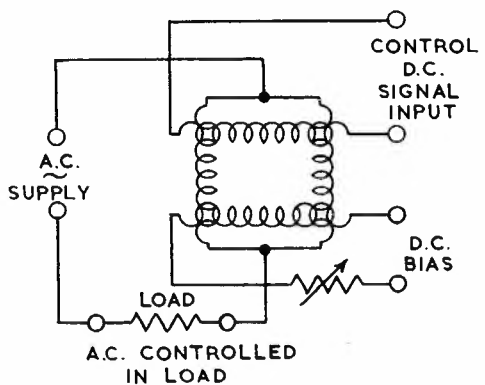 CONTROL
D.C.
SIGNAL
INPUT
A.C.
~
SUPPLY
D.C.
BIAS
LOAD
A.C. CONTROLLED
IN LOAD